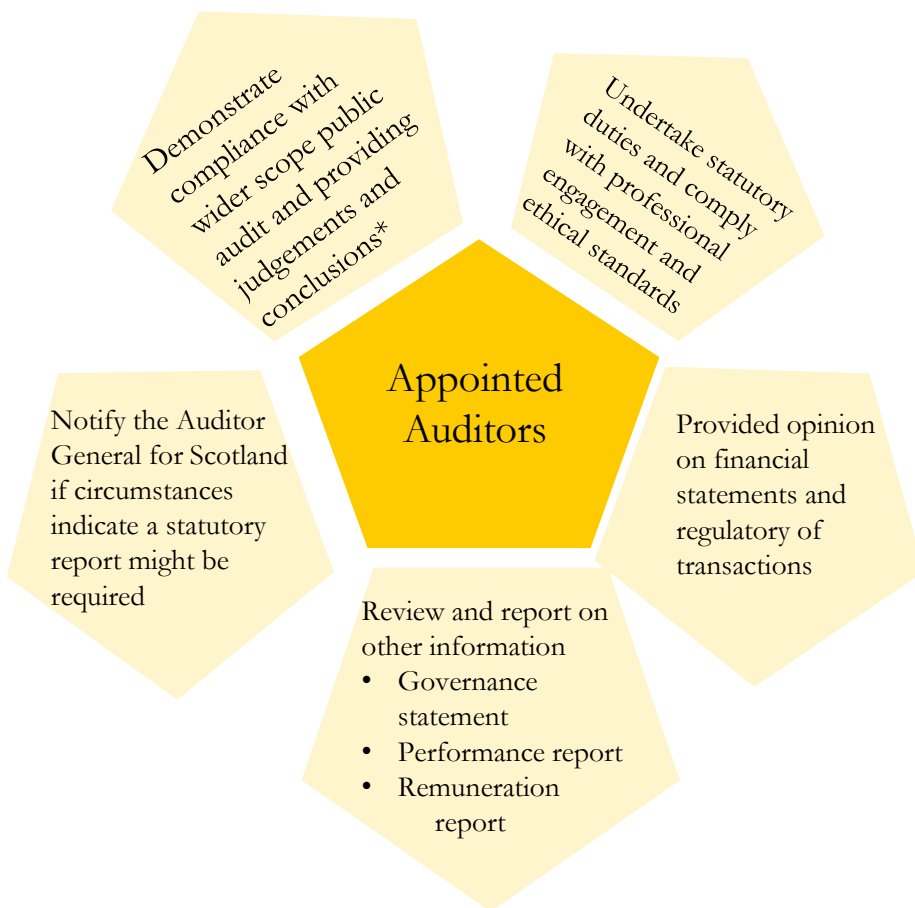 Demonstrate
compliance with
wider scope public
audit and providing
judgements and
conclusions*
Undertake statutory
duties and comply
with professional
engagement and
ethical standards
Appointed
Auditors
Notify the Auditor
General for Scotland
if circumstances
indicate a statutory
report might be
required
Provided opinion
on financial
statements and
regulatory of
transactions
Review and report on
other information
• Governance
statement
• Performance report
• Remuneration
report